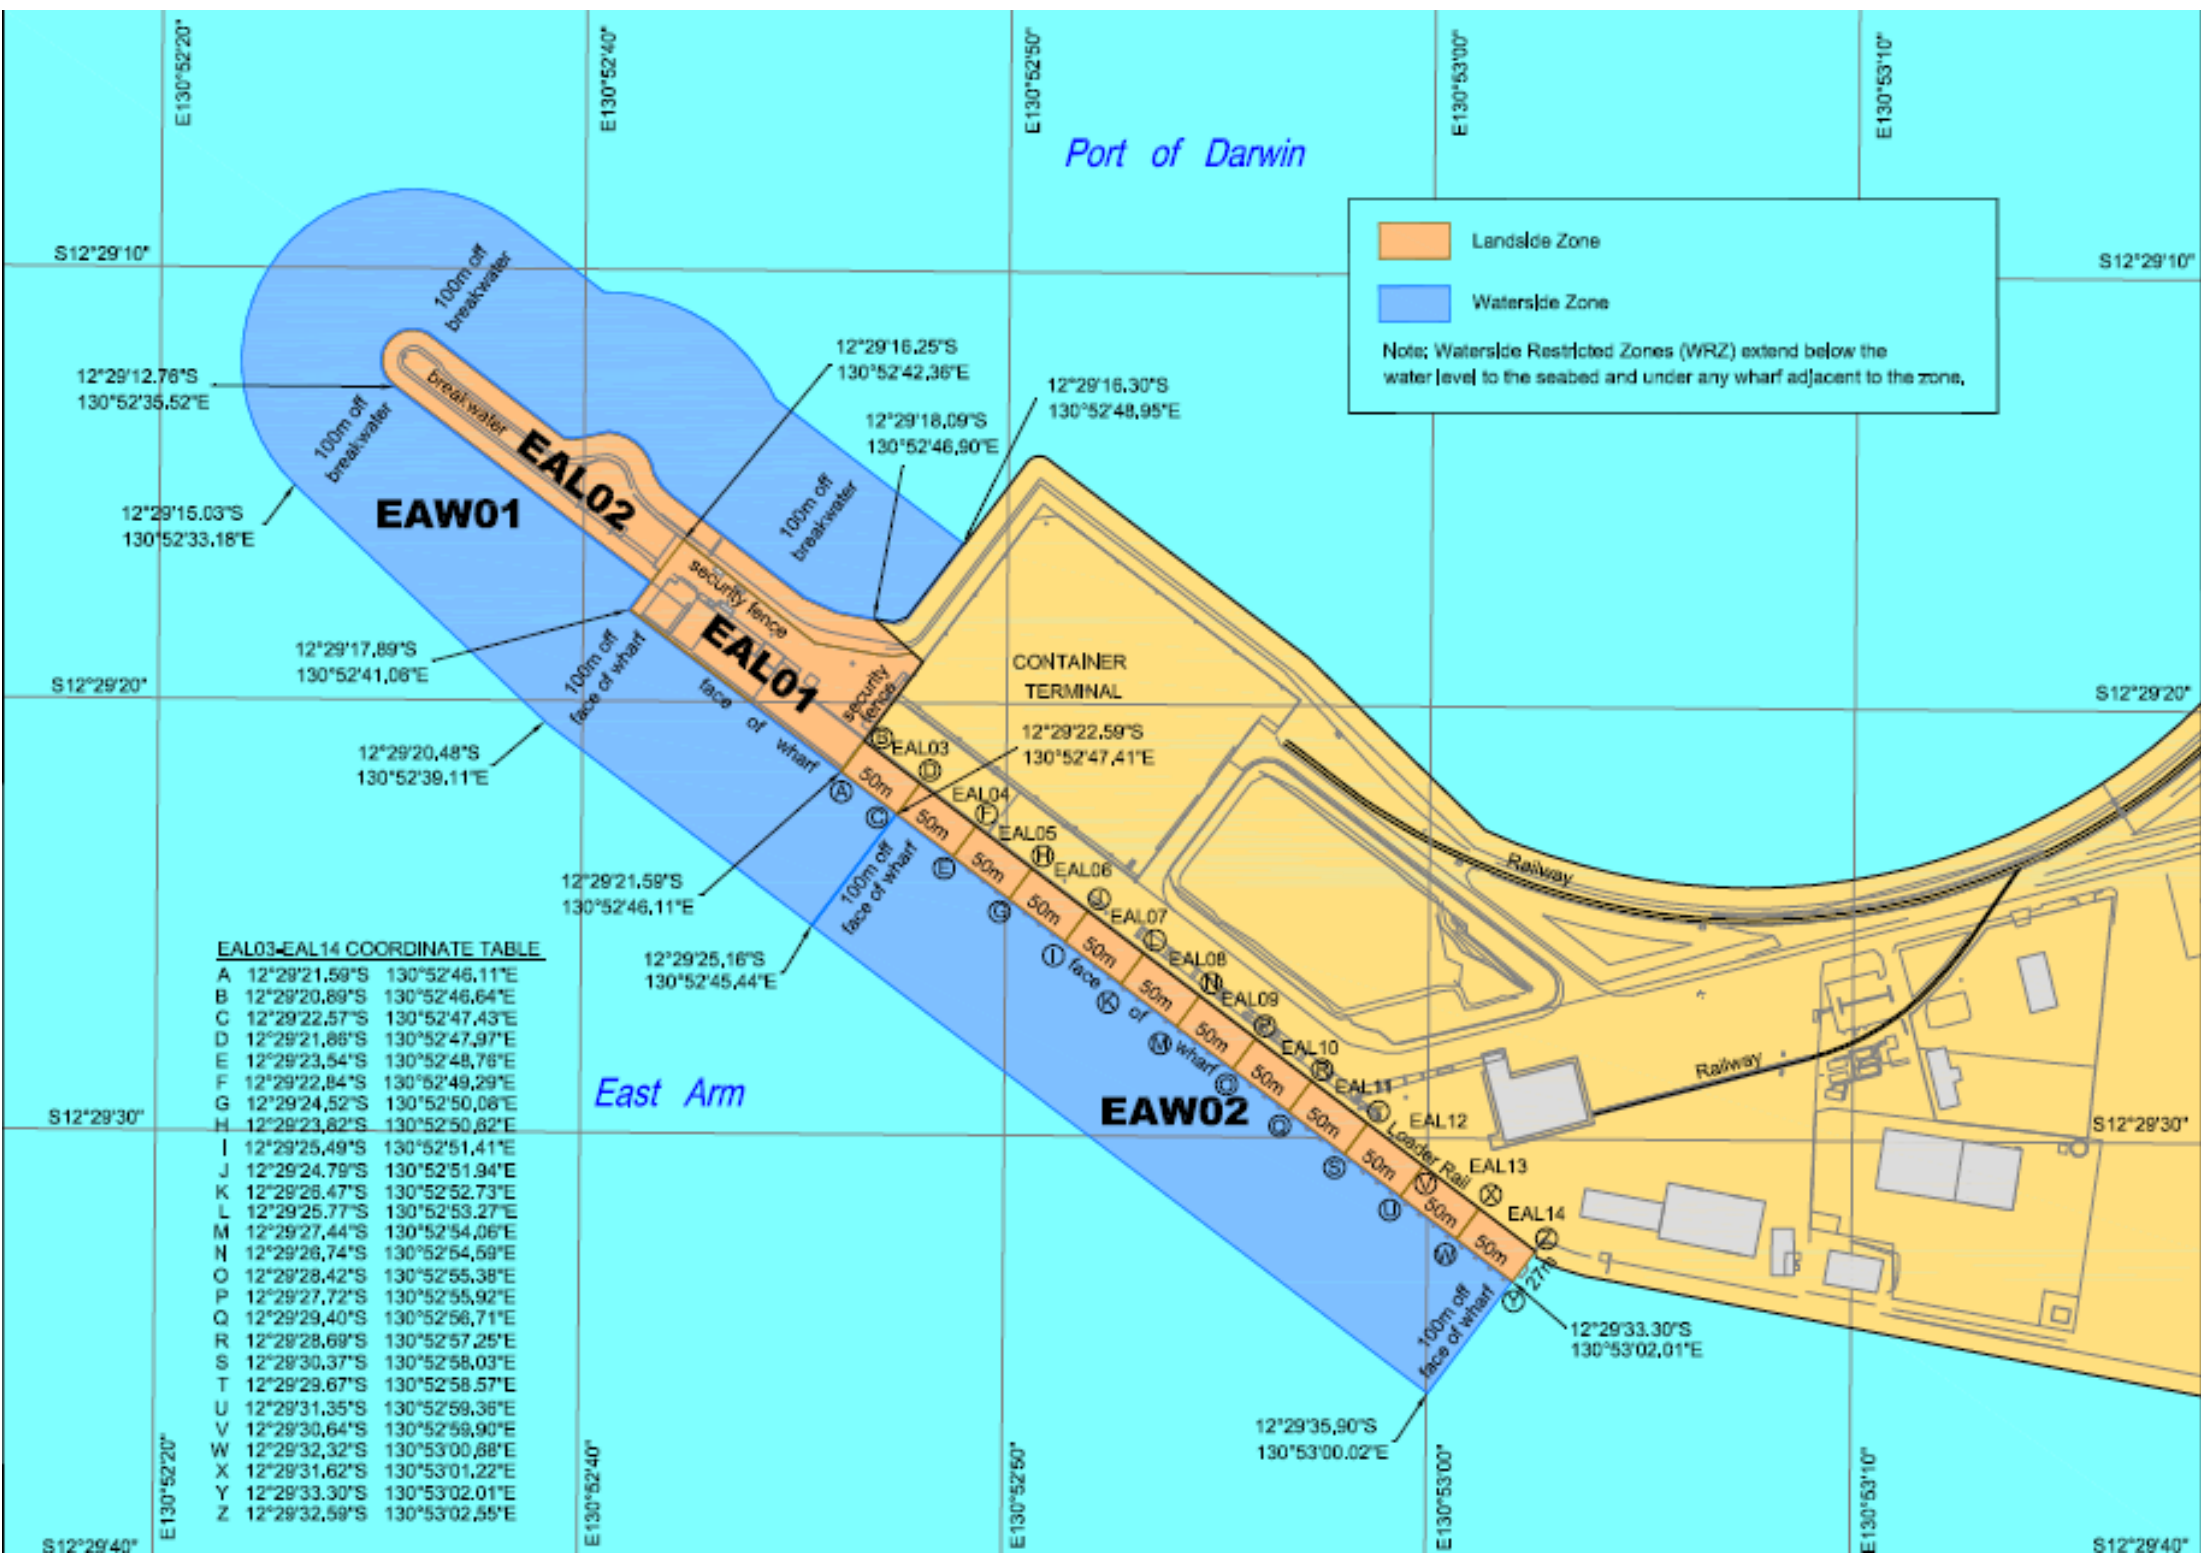 E130°52'20"
E130°52'40"
E130°52'50"
E130°53'00"
E130°53'10"
Port of Darwin
Landside Zone
Waterside Zone
Note: Waterside Restricted Zones (WRZ) extend below the
water level to the seabed and under any wharf adjacent to the zone.
S12°29'10"
S12°29'10"
100m off
breakwater
12°29'16.25"S
130°52'42.36"E
12°29'16.30"S
130°52'48.95"E
12°29'12.76"S
130°52'35.52"E
12°29'18.09"S
130°52'46.90"E
breakwater
100m off
breakwater
EAL02
EAW01
100m off
breakwater
12°29'15.03"S
130°52'33.18"E
security fence
EAL01
12°29'17.89"S
130°52'41.06"E
100m off
face of wharf
face of wharf
security
fence
CONTAINER
TERMINAL
S12°29'20"
S12°29'20"
12°29'20.48"S
130°52'39.11"E
12°29'22.59"S
130°52'47.41"E
B
EAL03
D
50m
A
C
EAL04
F
50m
EAL05
H
50m
E
EAL06
J
50m
G
EAL07
L
50m
I
EAL08
N
50m
K
EAL09
P
50m
M
EAL10
R
50m
O
EAL11
T
50m
Q
EAL12
50m
S
V
EAL13
X
50m
U
EAL14
Z
50m
W
Y
27m
face of wharf
Loader Rail
Railway
Railway
100m off
face of wharf
12°29'21.59"S
130°52'46.11"E
12°29'25.16"S
130°52'45.44"E
East Arm
EAW02
S12°29'30"
S12°29'30"
100m off
face of wharf
12°29'33.30"S
130°53'02.01"E
12°29'35.90"S
130°53'00.02"E
EAL03-EAL14 COORDINATE TABLE
A 12°29'21.59"S 130°52'46.11"E
B 12°29'20.89"S 130°52'46.64"E
C 12°29'22.57"S 130°52'47.43"E
D 12°29'21.86"S 130°52'47.97"E
E 12°29'23.54"S 130°52'48.76"E
F 12°29'22.84"S 130°52'49.29"E
G 12°29'24.52"S 130°52'50.08"E
H 12°29'23.82"S 130°52'50.62"E
I 12°29'25.49"S 130°52'51.41"E
J 12°29'24.79"S 130°52'51.94"E
K 12°29'26.47"S 130°52'52.73"E
L 12°29'25.77"S 130°52'53.27"E
M 12°29'27.44"S 130°52'54.06"E
N 12°29'26.74"S 130°52'54.59"E
O 12°29'28.42"S 130°52'55.38"E
P 12°29'27.72"S 130°52'55.92"E
Q 12°29'29.40"S 130°52'56.71"E
R 12°29'28.69"S 130°52'57.25"E
S 12°29'30.37"S 130°52'58.03"E
T 12°29'29.67"S 130°52'58.57"E
U 12°29'31.35"S 130°52'59.36"E
V 12°29'30.64"S 130°52'59.90"E
W 12°29'32.32"S 130°53'00.68"E
X 12°29'31.62"S 130°53'01.22"E
Y 12°29'33.30"S 130°53'02.01"E
Z 12°29'32.59"S 130°53'02.55"E
E130°52'20"
E130°52'40"
E130°52'50"
E130°53'00"
E130°53'10"
S12°29'40"
S12°29'40"